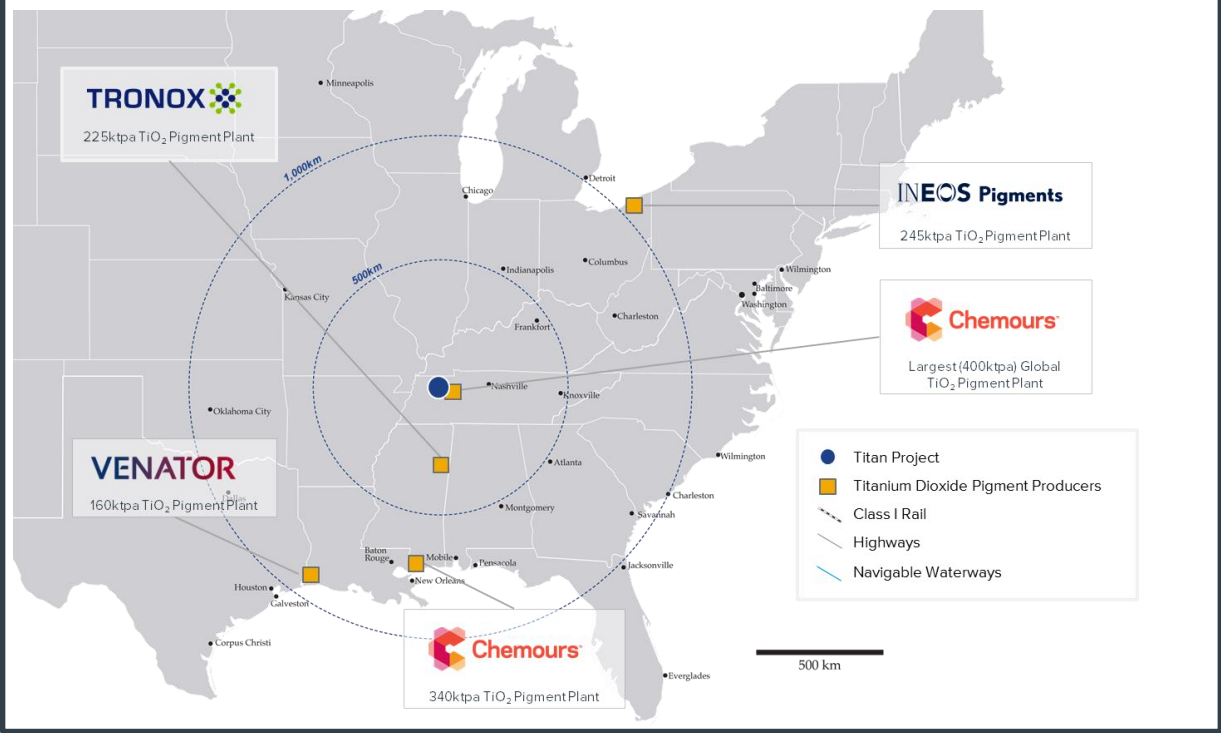 TRONOX
225ktpa TiO₂ Pigment Plant
Minneapolis
1,000km
Detroit
Chicago
INEOS Pigments
245ktpa TiO₂ Pigment Plant
500km
Indianapolis
Columbus
Wilmington
Baltimore
Washington
Kansas City
Charleston
Frankfort
Chemours™
Largest (400ktpa) Global
TiO₂ Pigment Plant
Nashville
Knoxville
Oklahoma City
VENATOR
Dallas
160ktpa TiO₂ Pigment Plant
Atlanta
Wilmington
Charleston
Montgomery
Savannah
Titan Project
Titanium Dioxide Pigment Producers
Class I Rail
Highways
Navigable Waterways
Baton
Rouge
Mobile
Pensacola
Jacksonville
New Orleans
Houston
Galveston
Corpus Christi
Chemours™
340ktpa TiO₂ Pigment Plant
500 km
Everglades